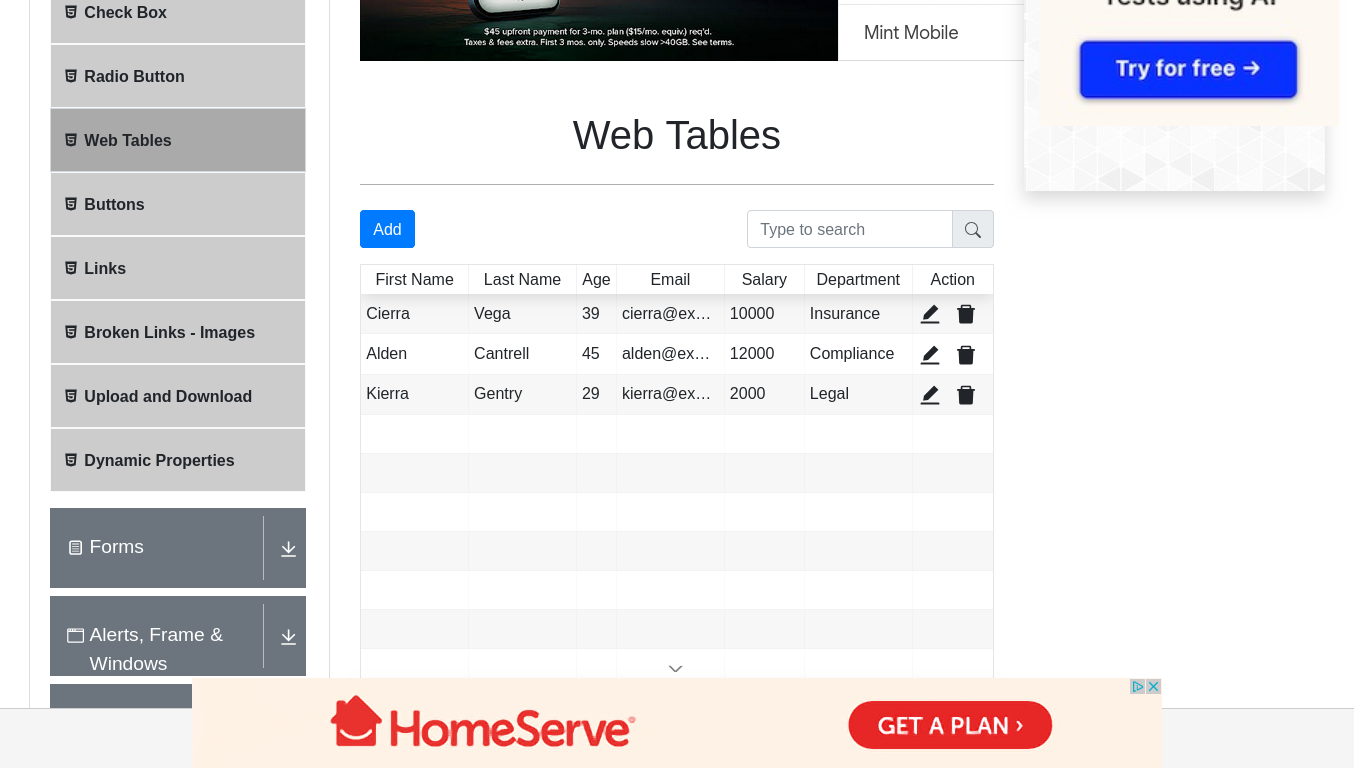 Check Box
Radio Button
Web Tables
Buttons
Links
Broken Links - Images
Upload and Download
Dynamic Properties
Forms
Alerts, Frame &
Windows
$45 upfront payment for 3-mo. plan ($15/mo. equiv.) req'd.
Taxes & fees extra. First 3 mos. only. Speeds slow >40GB. See terms.
Mint Mobile
Tests using AI
Try for free →
Web Tables
Add
Type to search
First Name Last Name Age Email Salary Department Action
Cierra Vega 39 cierra@ex… 10000 Insurance
Alden Cantrell 45 alden@ex… 12000 Compliance
Kierra Gentry 29 kierra@ex… 2000 Legal
HomeServe®
GET A PLAN ›